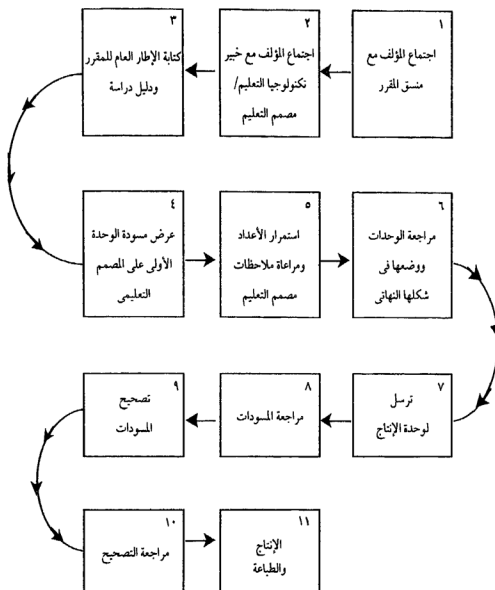 ١
اجتماع المؤلف مع
منسق المقرر
٢
اجتماع المؤلف مع خبير
تكنولوجيا التعليم/
مصمم التعليم
٣
كتابة الإطار العام للمقرر
ودليل دراسة
٤
عرض مسودة الوحدة
الأولى على المصمم
التعليمى
٥
استمرار الأعداد
ومراعاة ملاحظات
مصمم التعليم
٦
مراجعة الوحدات
ووضعها فى
شكلها النهاتى
٧
ترسل
لوحدة الإنتاج
٨
مراجعة المسودات
٩
تصحيح
المسودات
١٠
مراجعة التصحيح
١١
الإنتاج
والطباعة